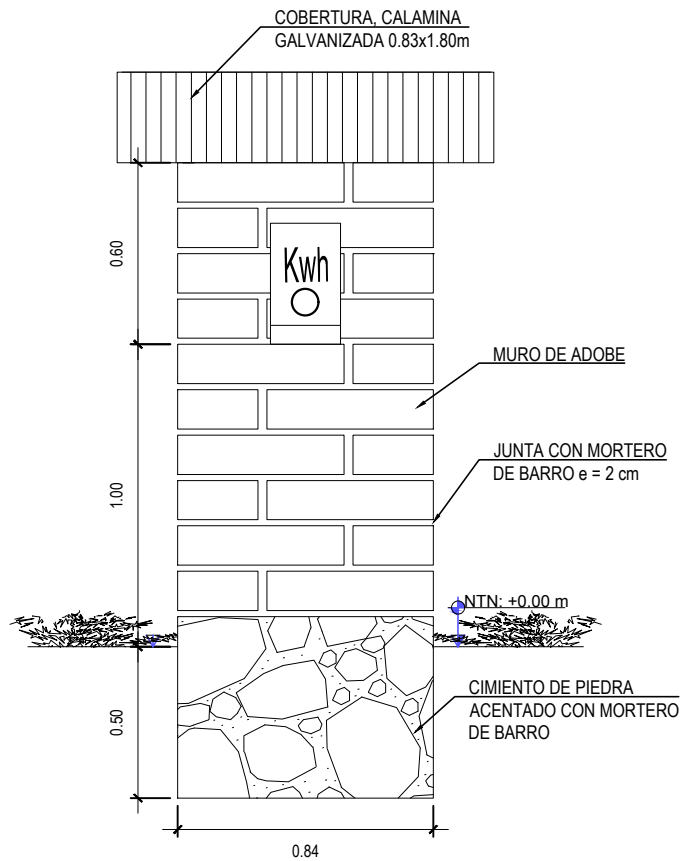 COBERTURA, CALAMINA
GALVANIZADA 0.83x1.80m
0.60
Kwh
MURO DE ADOBE
JUNTA CON MORTERO
DE BARRO e = 2 cm
1.00
NTN: +0.00 m
CIMIENTO DE PIEDRA
ACENTADO CON MORTERO
DE BARRO
0.50
0.84